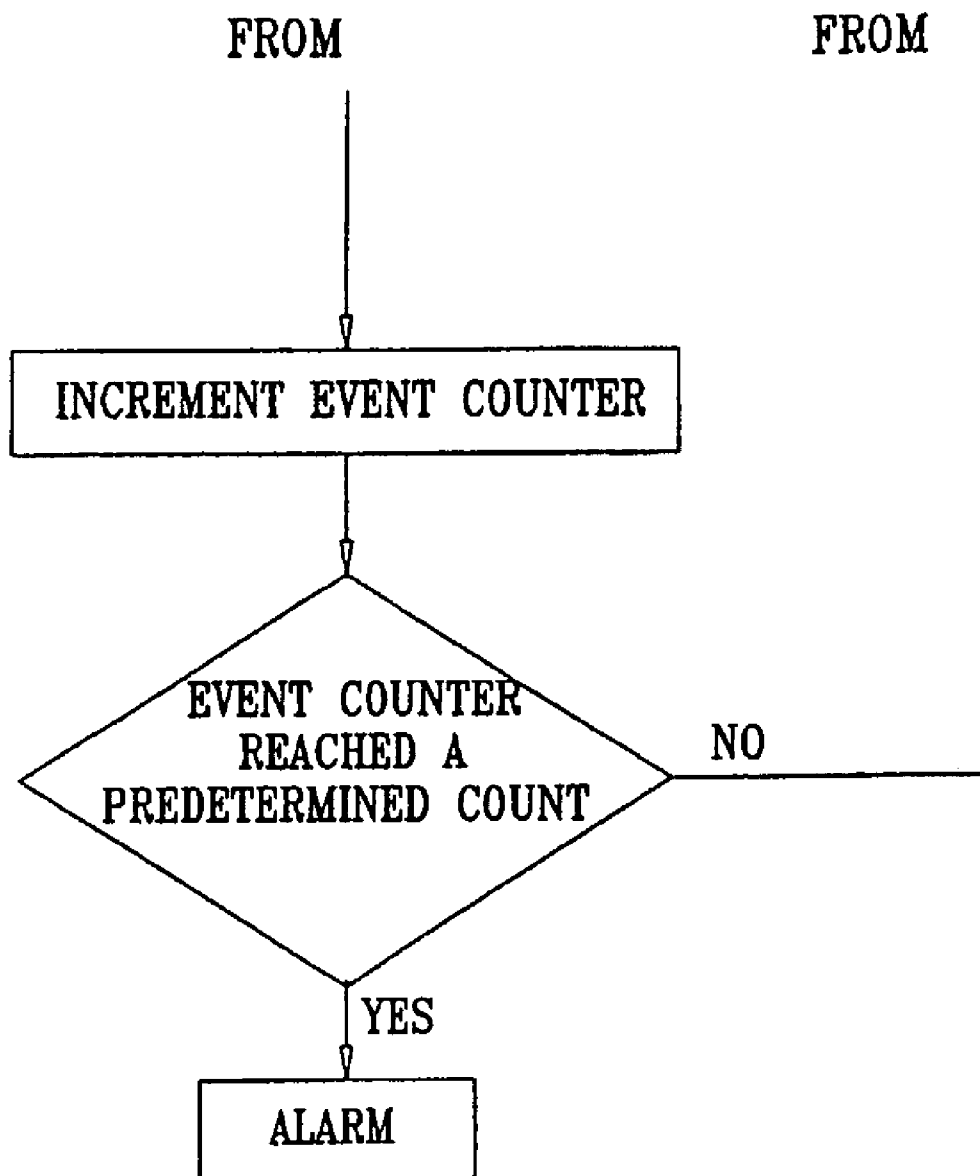 FROM
FROM
INCREMENT EVENT COUNTER
EVENT COUNTER
REACHED A
PREDETERMINED COUNT
NO
YES
ALARM